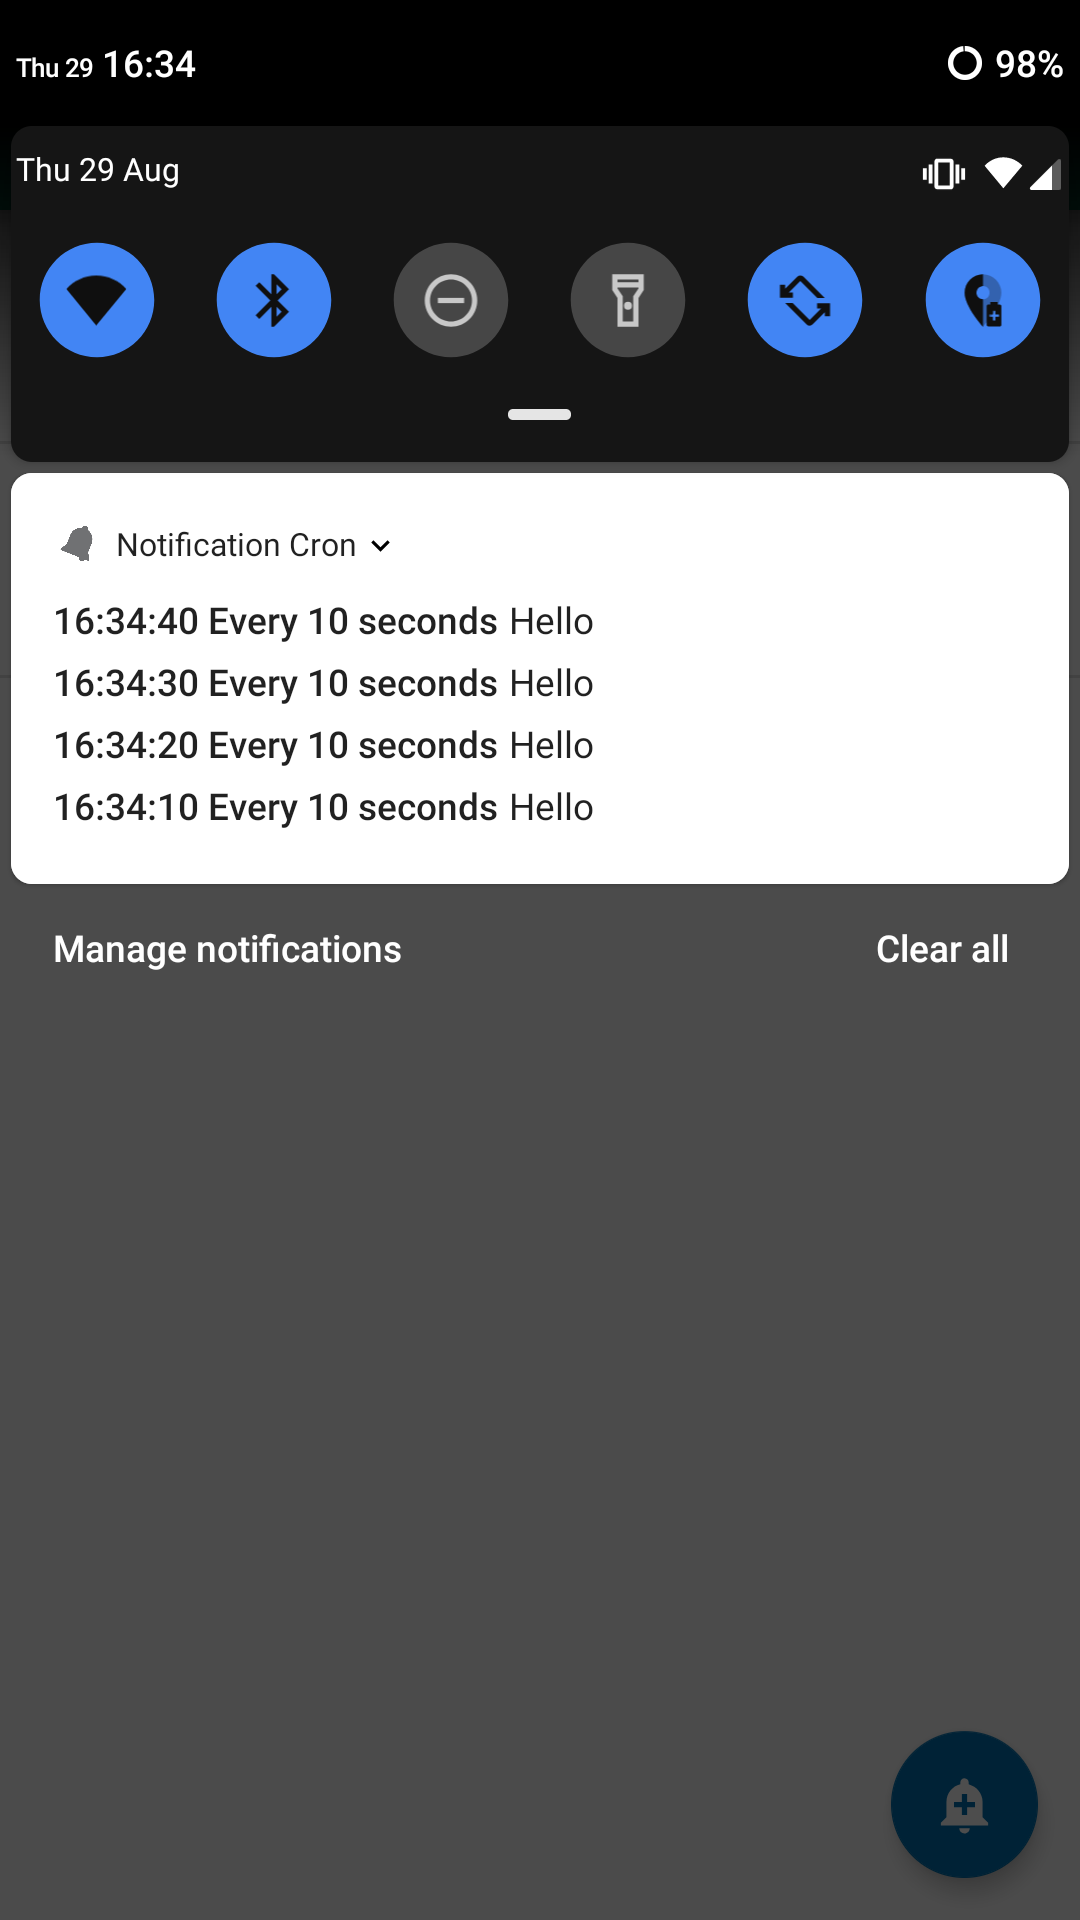 Thu 29 16:34 98%
Thu 29 Aug
Notification Cron
16:34:40 Every 10 seconds Hello
16:34:30 Every 10 seconds Hello
16:34:20 Every 10 seconds Hello
16:34:10 Every 10 seconds Hello
Manage notifications Clear all